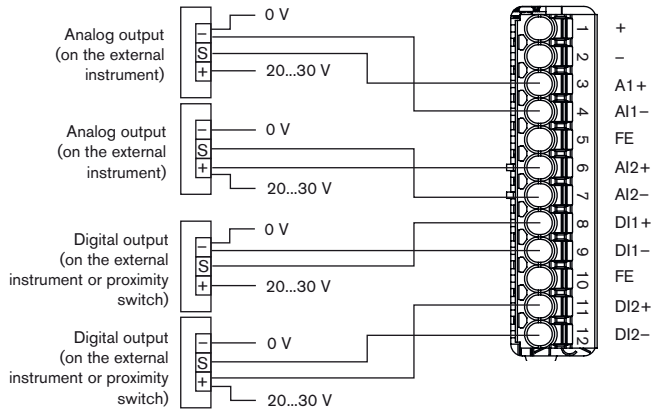 Analog output
(on the external
instrument)
–
S
+
0 V
20...30 V
Analog output
(on the external
instrument)
–
S
+
0 V
20...30 V
Digital output
(on the external
instrument or proximity
switch)
–
S
+
0 V
20...30 V
Digital output
(on the external
instrument or proximity
switch)
–
S
+
0 V
20...30 V
1 +
2 –
3 A1+
4 AI1–
5 FE
6 AI2+
7 AI2–
8 DI1+
9 DI1–
10 FE
11 DI2+
12 DI2–